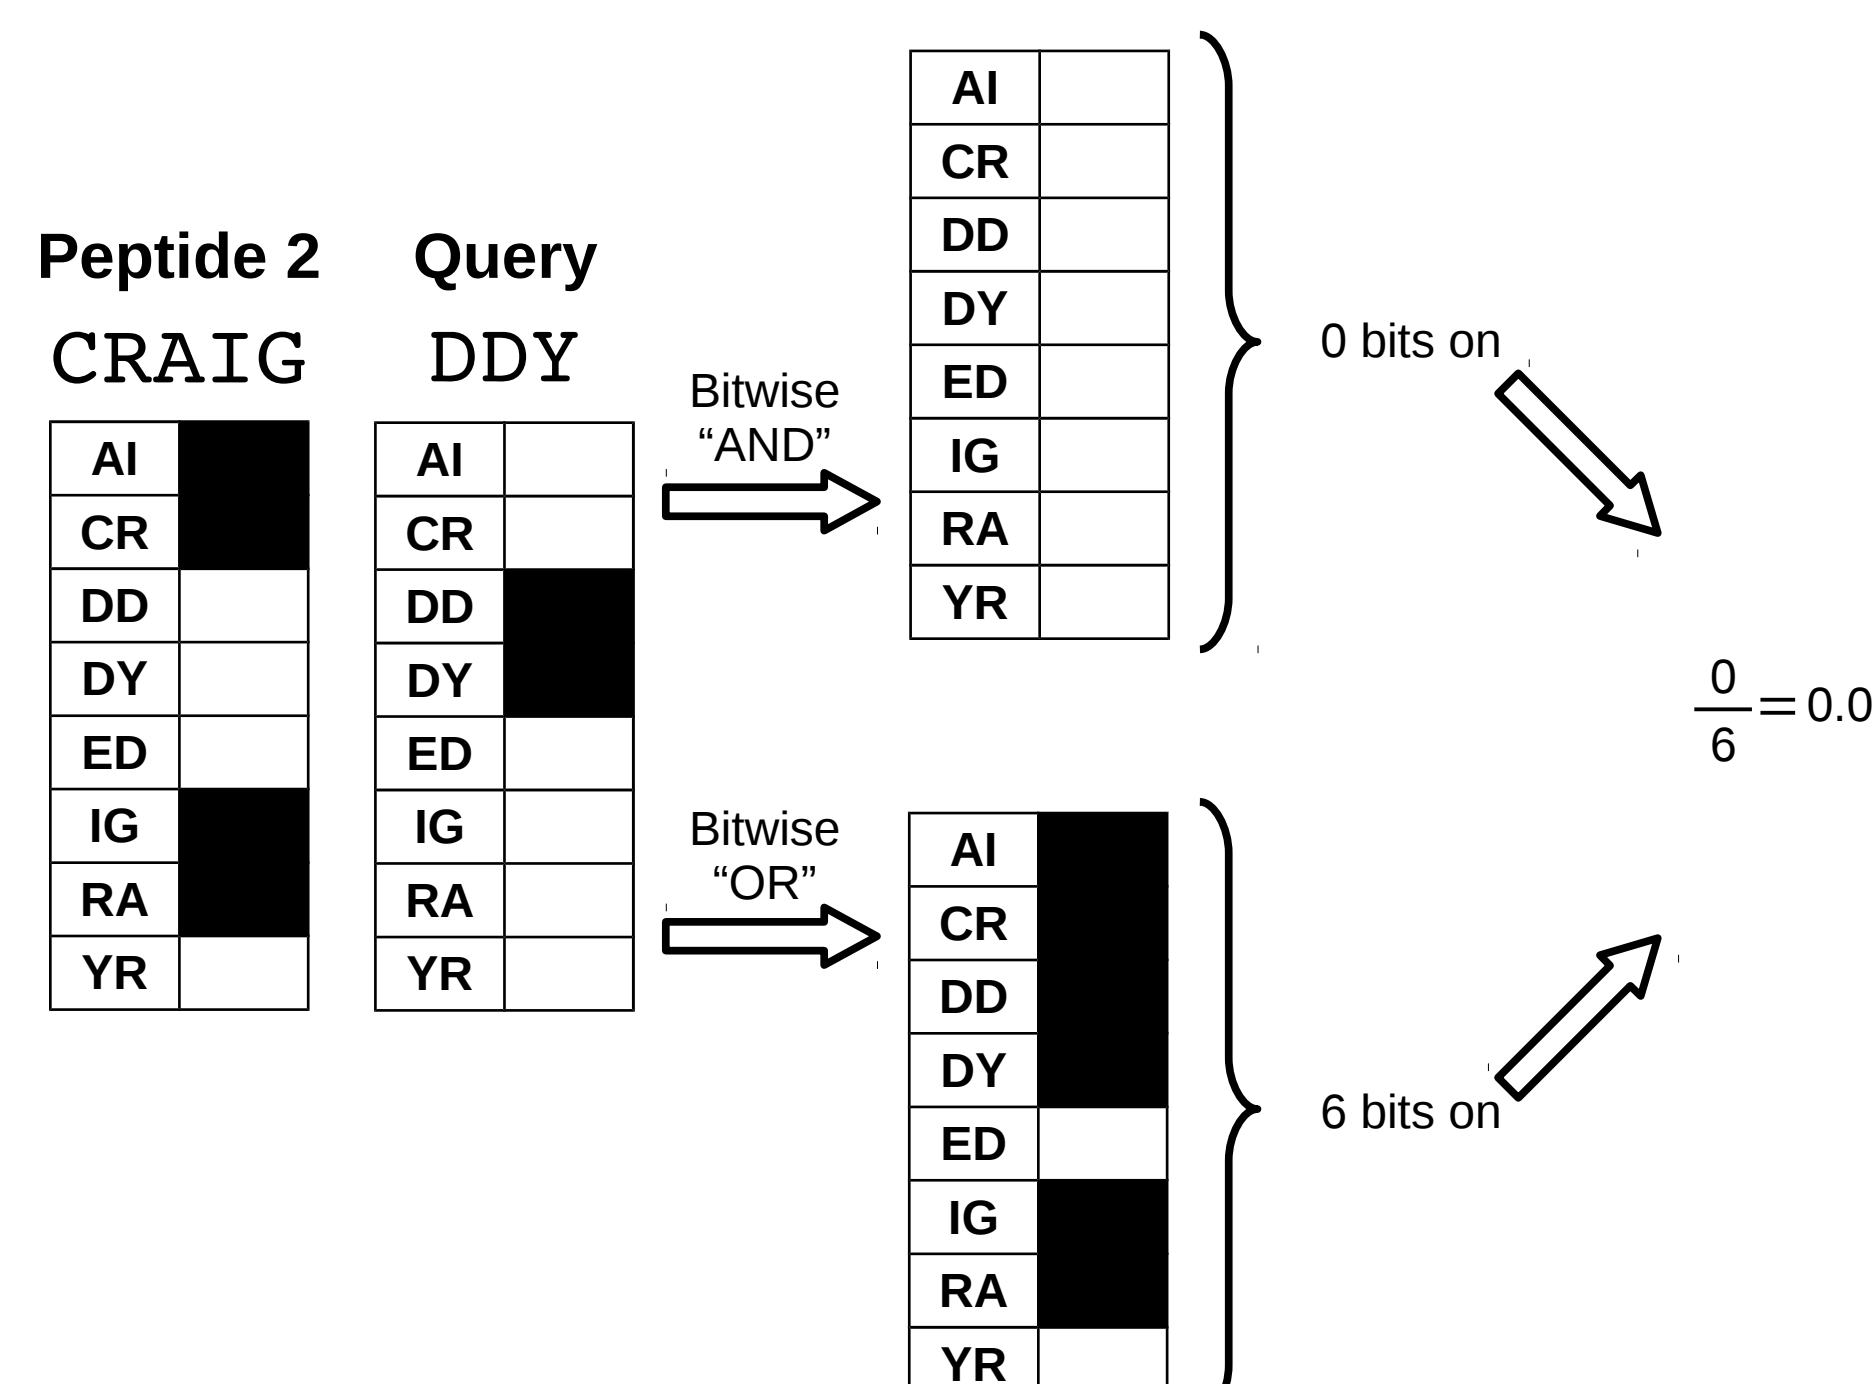 Peptide 2
CRAIG
AI
CR
DD
DY
ED
IG
RA
YR
Query
DDY
AI
CR
DD
DY
ED
IG
RA
YR
Bitwise
“AND”
AI
CR
DD
DY
ED
IG
RA
YR
0 bits on
Bitwise
“OR”
AI
CR
DD
DY
ED
IG
RA
YR
6 bits on
0
6
= 0.0